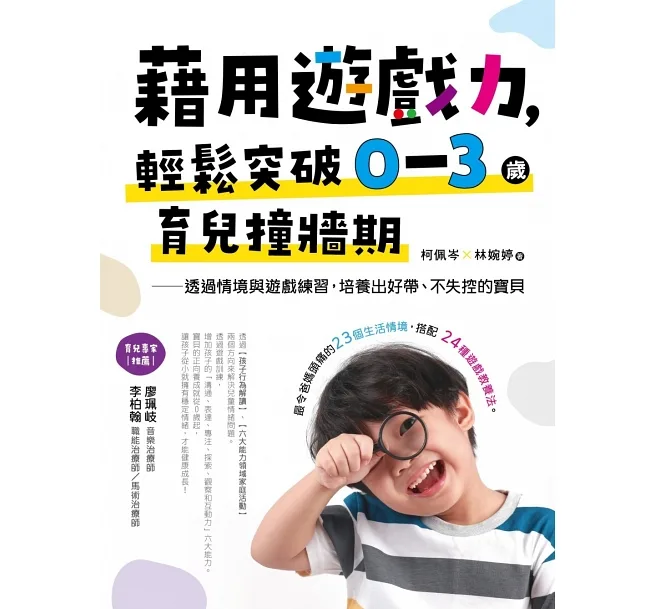 藉用遊戲力,
輕鬆突破0—3歲
育兒撞牆期
柯佩岑×林婉婷 著
——透過情境與遊戲練習,培養出好帶、不失控的寶貝
最令爸媽頭痛的23個生活情境,搭配24種遊戲教養法。
育兒專家
推薦
廖珮岐 音樂治療師
李柏翰 職能治療師/馬術治療師
透過【孩子行為解讀】、【六大能力領域家庭活動】
兩個方向來解決兒童情緒問題。
透過遊戲訓練,
增加孩子的「溝通、表達、專注、探索、觀察和互動力」六大能力。
寶貝的正向養成就從0歲起,
讓孩子從小就擁有穩定情緒,才能健康成長!